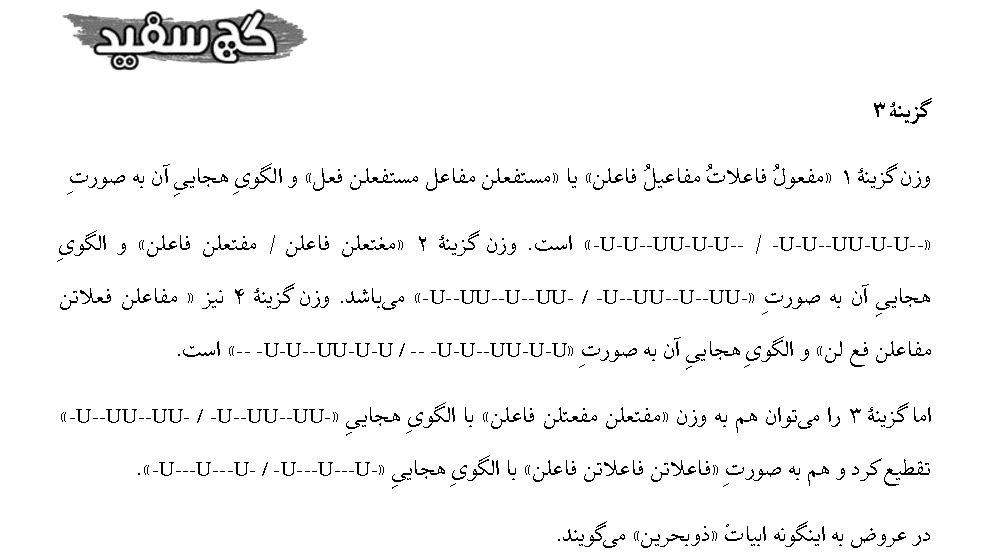 گچ سفید
گزینهٔ ۳
وزن گزینهٔ ۱ «مفعولُ فاعلاتُ مفاعیلُ فاعلن» یا «مستفعلن مفاعل مستفعلن فعل» و الگویِ هجاییِ آن به صورتِ
«--U-U--UU-U-U- / --U-U--UU-U-U-» است. وزن گزینهٔ ۲ «مغتعلن فاعلن / مفتعلن فاعلن» و الگویِ
هجاییِ آن به صورتِ «-UU--U--UU--U- / -UU--U--UU--U-» می‌باشد. وزن گزینهٔ ۴ نیز « مفاعلن فعلاتن
مفاعلن فع لن» و الگویِ هجاییِ آن به صورتِ «U-U-UU--U-U- -- / U-U-UU--U-U- --» است.
اما گزینهٔ ۳ را می‌توان هم به وزن «مفتعلن مفعتلن فاعلن» با الگویِ هجاییِ «-UU--UU--U- / -UU--UU--U-»
تقطیع کرد و هم به صورتِ «فاعلاتن فاعلاتن فاعلن» با الگویِ هجاییِ «-U---U---U- / -U---U---U-».
در عروض به اینگونه ابیاتْ «ذوبحرین» می‌گویند.